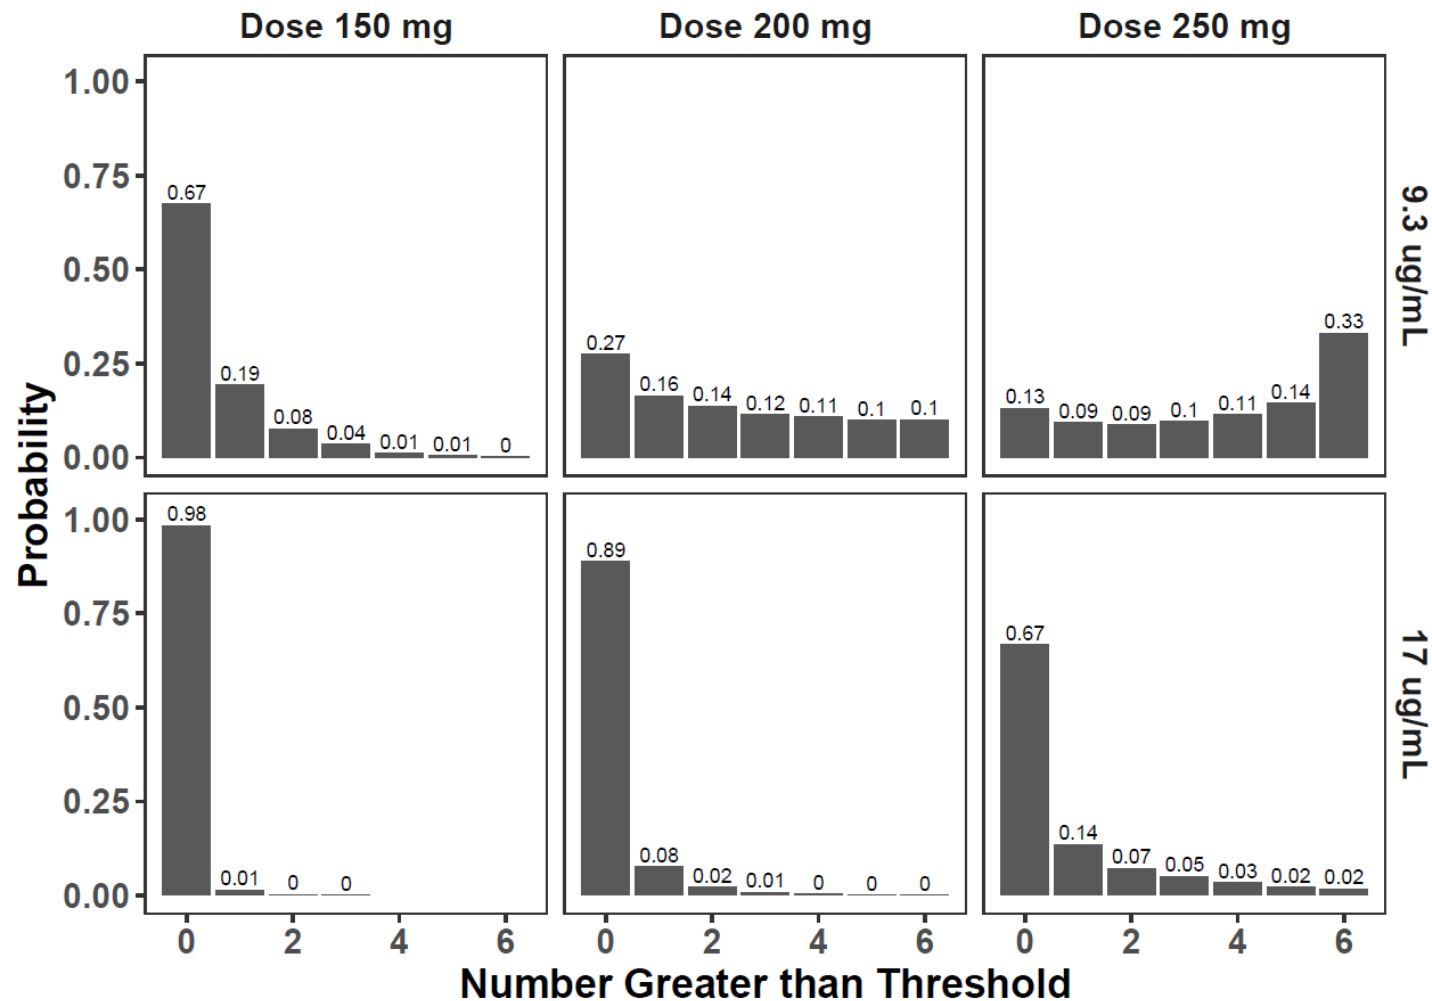 Dose 150 mg Dose 200 mg Dose 250 mg
1.00
0.75
0.50
0.25
0.00
0.67 0.19 0.08 0.04 0.01 0.01 0
0.27 0.16 0.14 0.12 0.11 0.1 0.1
0.13 0.09 0.09 0.1 0.11 0.14 0.33
9.3 ug/mL
Probability
1.00
0.75
0.50
0.25
0.00
0.98 0.01 0 0
0.89 0.08 0.02 0.01 0 0 0
0.67 0.14 0.07 0.05 0.03 0.02 0.02
17 ug/mL
0 2 4 6 0 2 4 6 0 2 4 6
Number Greater than Threshold